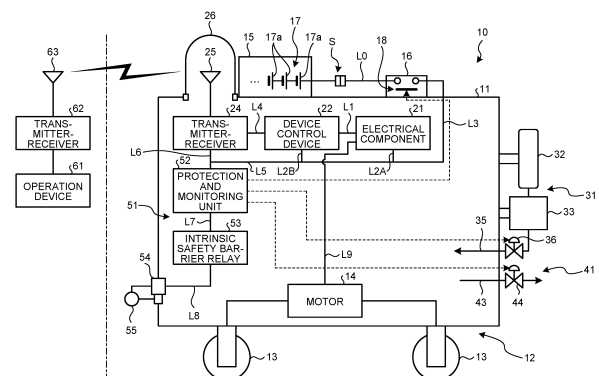 63
26
25
15
17
17a
17a
S
L0
18
16
10
11
62
TRANS-
MITTER-
RECEIVER
24
TRANS-
MITTER-
RECEIVER
L4
22
DEVICE
CONTROL
DEVICE
L1
21
ELECTRICAL
COMPONENT
L3
61
OPERATION
DEVICE
L6
52
L5
L2B
L2A
32
31
PROTECTION
AND
MONITORING
UNIT
51
L7
53
33
INTRINSIC
SAFETY BAR-
RIER RELAY
35
36
54
L9
41
55
L8
14
MOTOR
43
44
13
13
12